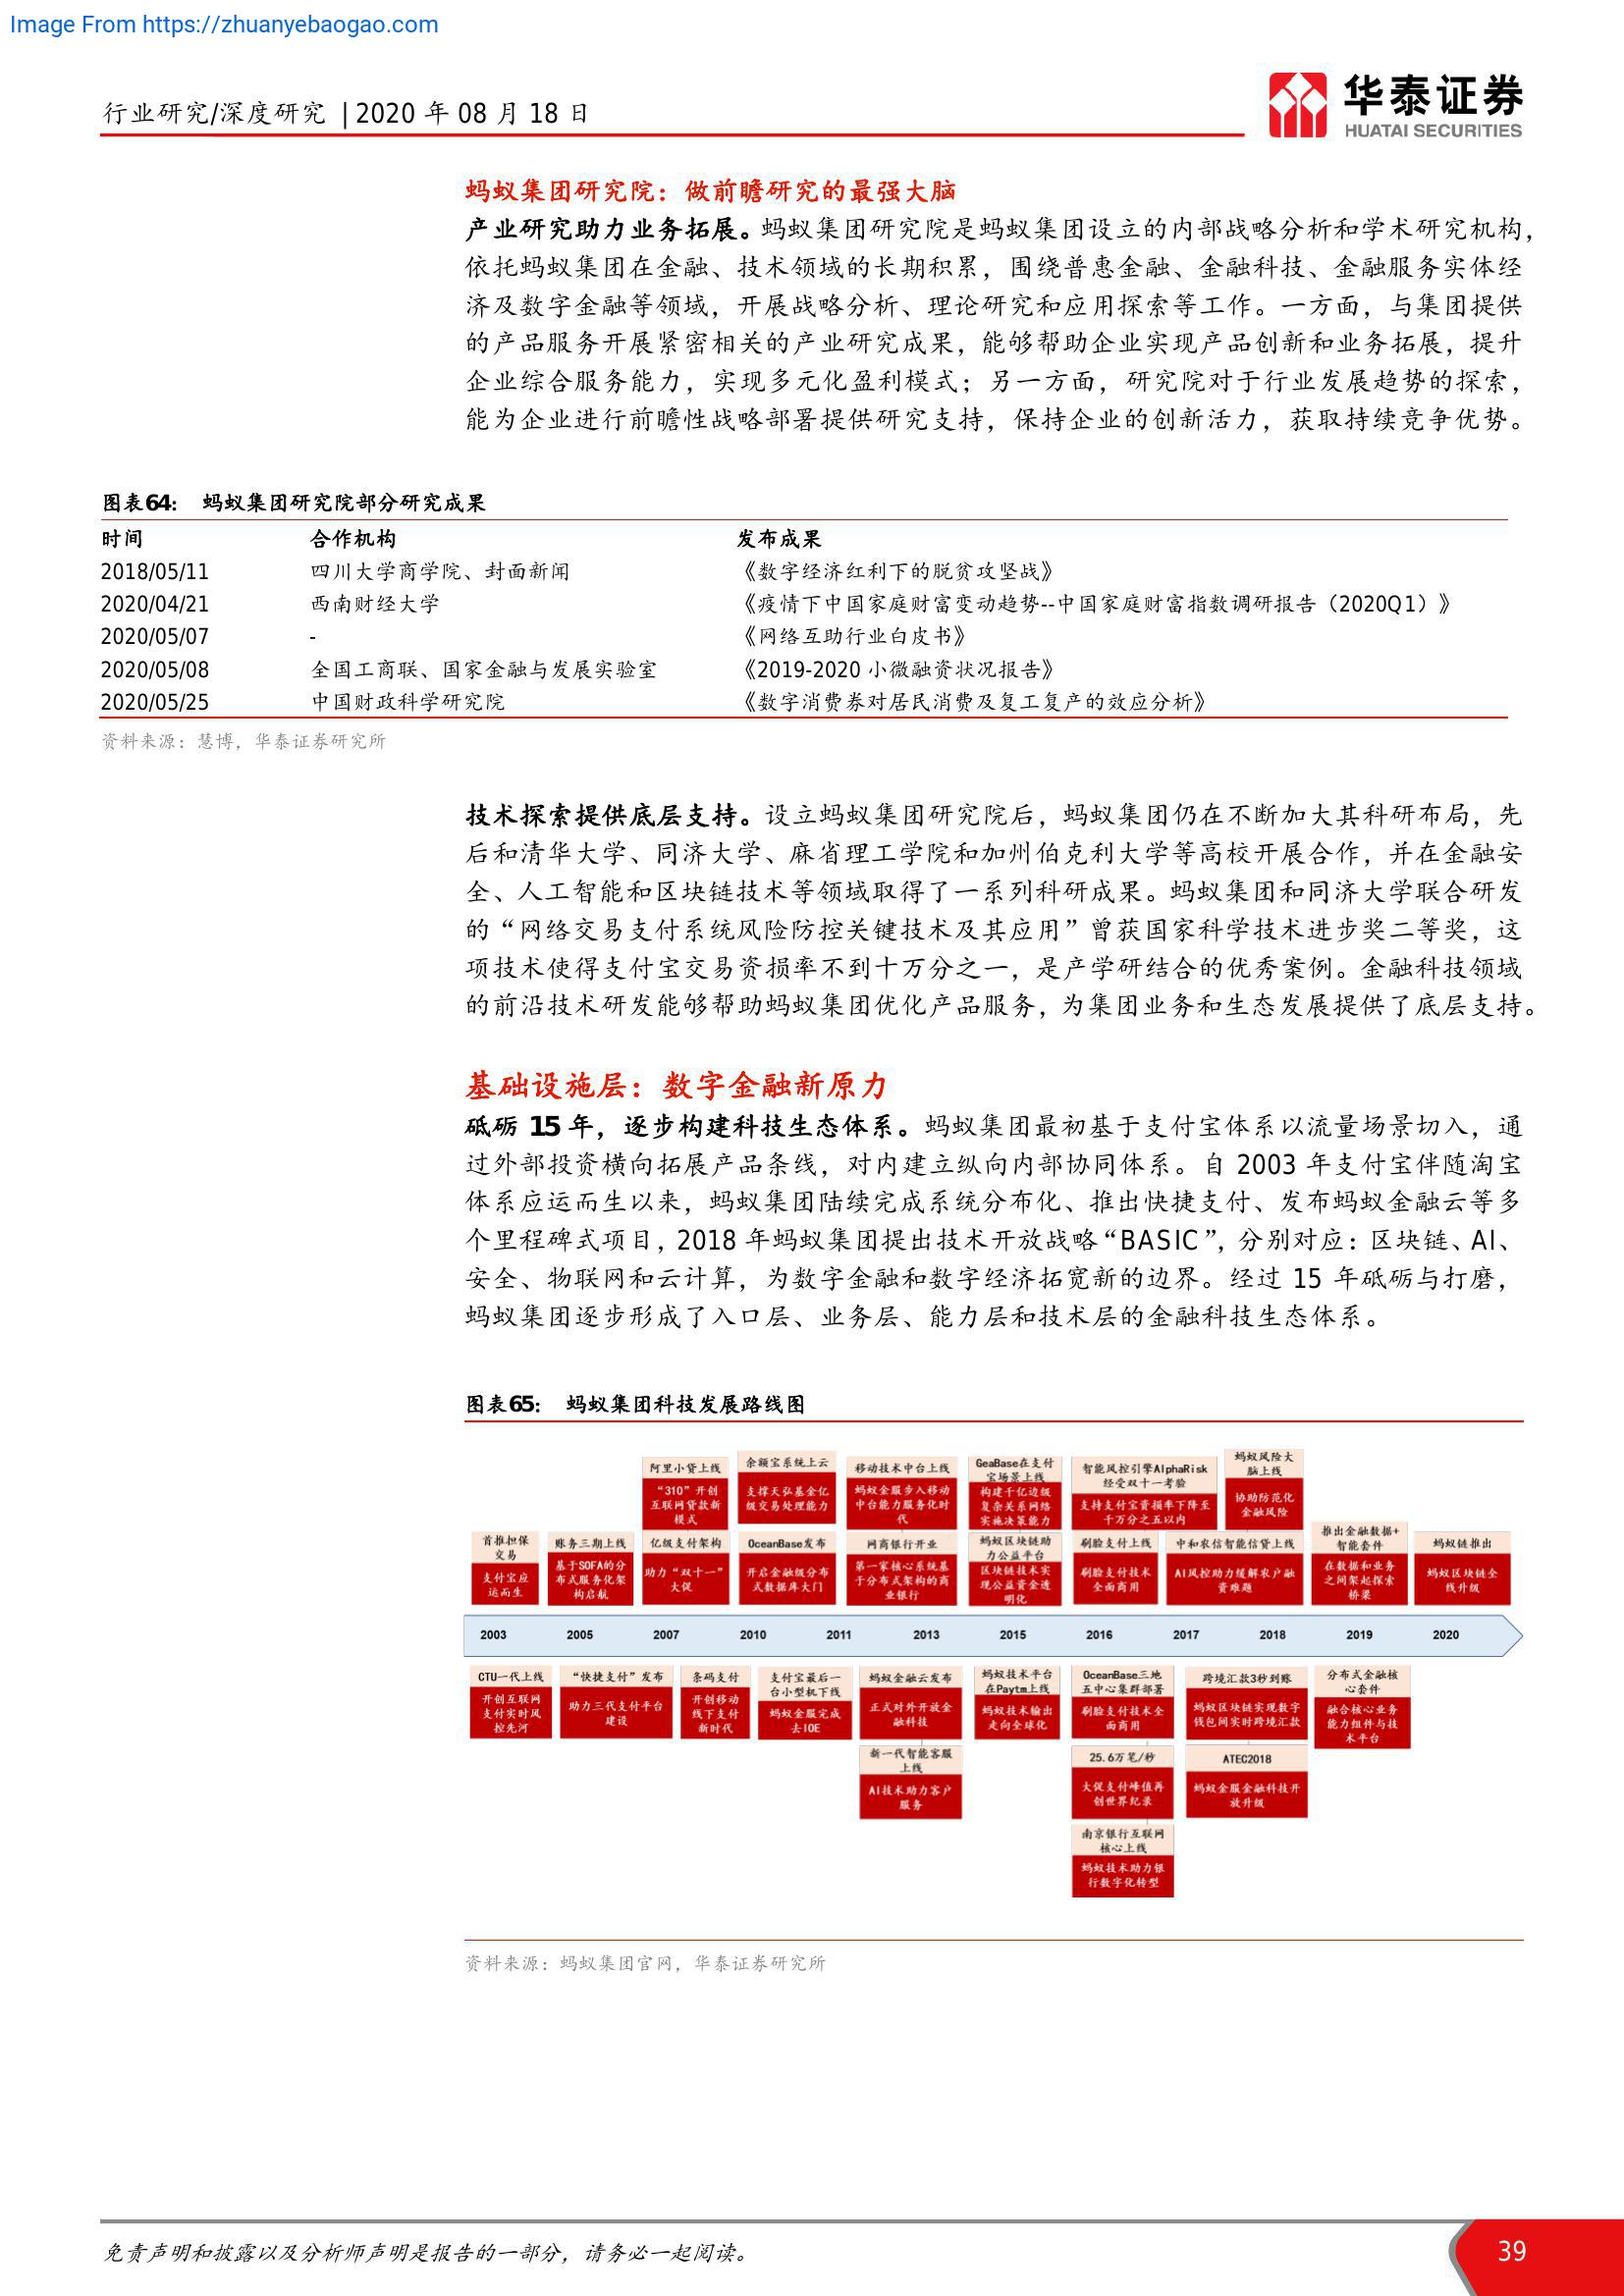 Image From https://zhuanyebaogao.com
行业研究/深度研究 | 2020 年 08 月 18 日
华泰证券
HUATAI SECURITIES
蚂蚁集团研究院：做前瞻研究的最强大脑
产业研究助力业务拓展。蚂蚁集团研究院是蚂蚁集团设立的内部战略分析和学术研究机构，
依托蚂蚁集团在金融、技术领域的长期积累，围绕普惠金融、金融科技、金融服务实体经
济及数字金融等领域，开展战略分析、理论研究和应用探索等工作。一方面，与集团提供
的产品服务开展紧密相关的产业研究成果，能够帮助企业实现产品创新和业务拓展，提升
企业综合服务能力，实现多元化盈利模式；另一方面，研究院对于行业发展趋势的探索，
能为企业进行前瞻性战略部署提供研究支持，保持企业的创新活力，获取持续竞争优势。
图表64： 蚂蚁集团研究院部分研究成果
时间 合作机构 发布成果
2018/05/11 四川大学商学院、封面新闻 《数字经济红利下的脱贫攻坚战》
2020/04/21 西南财经大学 《疫情下中国家庭财富变动趋势--中国家庭财富指数调研报告（2020Q1）》
2020/05/07 - 《网络互助行业白皮书》
2020/05/08 全国工商联、国家金融与发展实验室 《2019-2020 小微融资状况报告》
2020/05/25 中国财政科学研究院 《数字消费券对居民消费及复工复产的效应分析》
资料来源：慧博，华泰证券研究所
技术探索提供底层支持。设立蚂蚁集团研究院后，蚂蚁集团仍在不断加大其科研布局，先
后和清华大学、同济大学、麻省理工学院和加州伯克利大学等高校开展合作，并在金融安
全、人工智能和区块链技术等领域取得了一系列科研成果。蚂蚁集团和同济大学联合研发
的“网络交易支付系统风险防控关键技术及其应用”曾获国家科学技术进步奖二等奖，这
项技术使得支付宝交易资损率不到十万分之一，是产学研结合的优秀案例。金融科技领域
的前沿技术研发能够帮助蚂蚁集团优化产品服务，为集团业务和生态发展提供了底层支持。
基础设施层：数字金融新原力
砥砺 15 年，逐步构建科技生态体系。蚂蚁集团最初基于支付宝体系以流量场景切入，通
过外部投资横向拓展产品条线，对内建立纵向内部协同体系。自 2003 年支付宝伴随淘宝
体系应运而生以来，蚂蚁集团陆续完成系统分布化、推出快捷支付、发布蚂蚁金融云等多
个里程碑式项目，2018 年蚂蚁集团提出技术开放战略“BASIC”，分别对应：区块链、AI、
安全、物联网和云计算，为数字金融和数字经济拓宽新的边界。经过 15 年砥砺与打磨，
蚂蚁集团逐步形成了入口层、业务层、能力层和技术层的金融科技生态体系。
图表65： 蚂蚁集团科技发展路线图
阿里小贷上线
“310”开创
互联网贷款新
模式
余额宝系统上云
支撑天弘基金亿
级交易处理能力
移动技术中台上线
蚂蚁金服步入移动
中台能力服务化时
代
GeaBase在支付
宝场景上线
构建千亿边级
复杂关系网络
实施决策能力
智能风控引擎AlphaRisk
经受双十一考验
支持支付宝资损率下降至
千万分之五以内
蚂蚁风险大
脑上线
协助防范化
金融风险
首推担保
交易
支付宝应
运而生
账务三期上线
基于SOFA的分
布式服务化架
构启航
亿级支付架构
助力“双十一”
大促
OceanBase发布
开启金融级分布
式数据库大门
网商银行开业
第一家核心系统基
于分布式架构的商
业银行
蚂蚁区块链助
力公益平台
区块链技术实
现公益资金透
明化
刷脸支付上线
刷脸支付技术
全面商用
中和农信智能信贷上线
AI风控助力缓解农户融
资难题
推出金融数据+
智能套件
在数据和业务
之间架起探索
桥梁
蚂蚁链推出
蚂蚁区块链全
线升级
2003 2005 2007 2010 2011 2013 2015 2016 2017 2018 2019 2020
CTU一代上线
开创互联网
支付实时风
控先河
“快捷支付”发布
助力三代支付平台
建设
条码支付
开创移动
线下支付
新时代
支付宝最后一
台小型机下线
蚂蚁金服完成
去IOE
蚂蚁金融云发布
正式对外开放金
融科技
蚂蚁技术平台
在Paytm上线
蚂蚁技术输出
走向全球化
OceanBase三地
五中心集群部署
刷脸支付技术全
面商用
跨境汇款3秒到账
蚂蚁区块链实现数字
钱包间实时跨境汇款
分布式金融核
心套件
融合核心业务
能力组件与技
术平台
新一代智能客服
上线
AI技术助力客户
服务
25.6万笔/秒
大促支付峰值再
创世界纪录
ATEC2018
蚂蚁金服金融科技开
放升级
南京银行互联网
核心上线
蚂蚁技术助力银
行数字化转型
资料来源：蚂蚁集团官网，华泰证券研究所
免责声明和披露以及分析师声明是报告的一部分，请务必一起阅读。
39